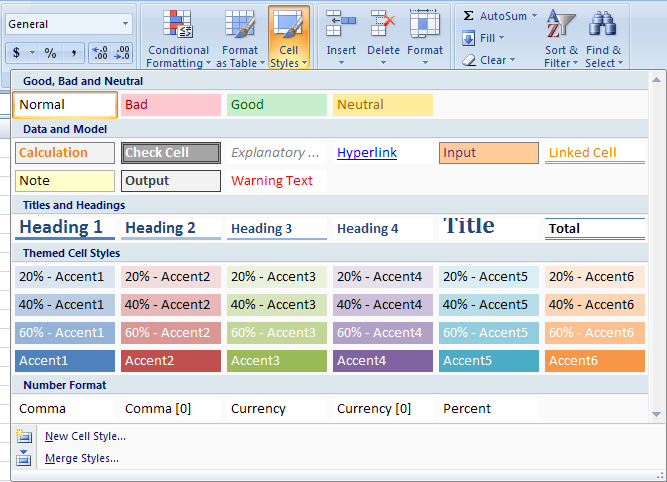 General
Conditional Formatting
Format as Table
Cell Styles
Insert
Delete
Format
Σ AutoSum
Fill
Clear
Sort & Filter
Find & Select
$ % , .00 .00
Good, Bad and Neutral
Normal Bad Good Neutral
Data and Model
Calculation Check Cell Explanatory ... Hyperlink Input Linked Cell
Note Output Warning Text
Titles and Headings
Heading 1 Heading 2 Heading 3 Heading 4 Title Total
Themed Cell Styles
20% - Accent1 20% - Accent2 20% - Accent3 20% - Accent4 20% - Accent5 20% - Accent6
40% - Accent1 40% - Accent2 40% - Accent3 40% - Accent4 40% - Accent5 40% - Accent6
60% - Accent1 60% - Accent2 60% - Accent3 60% - Accent4 60% - Accent5 60% - Accent6
Accent1 Accent2 Accent3 Accent4 Accent5 Accent6
Number Format
Comma Comma [0] Currency Currency [0] Percent
New Cell Style...
Merge Styles...